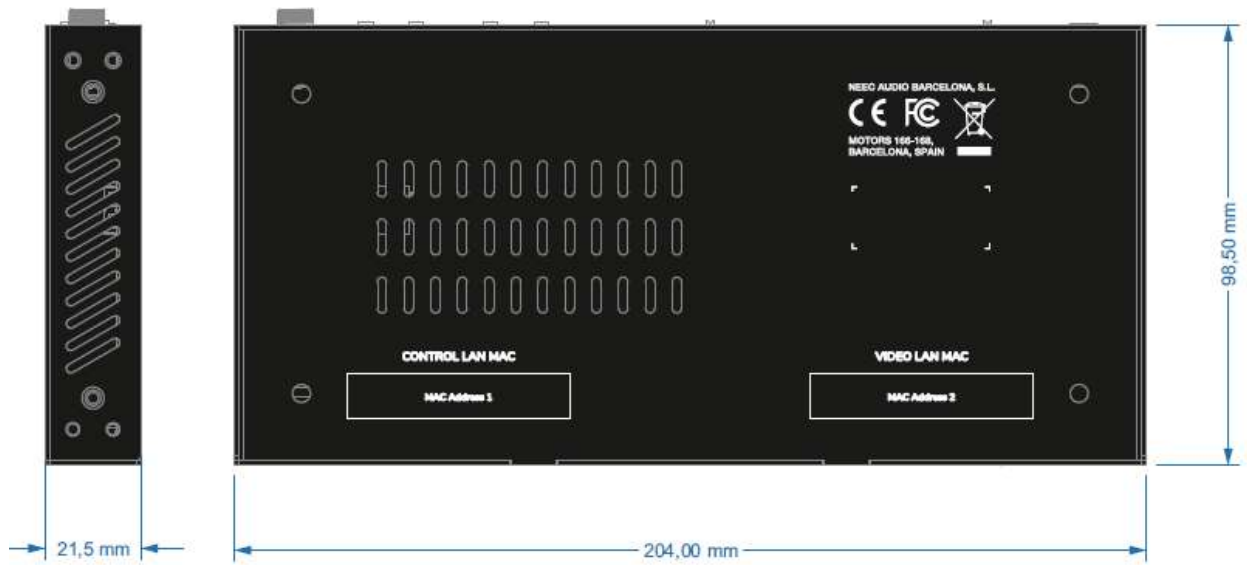 NEEC AUDIO BARCELONA, S.L.
CE FC
MOTORS 166-168,
BARCELONA, SPAIN
98,50 mm
CONTROL LAN MAC
VIDEO LAN MAC
MAC Address 1
MAC Address 2
21,5 mm
204,00 mm